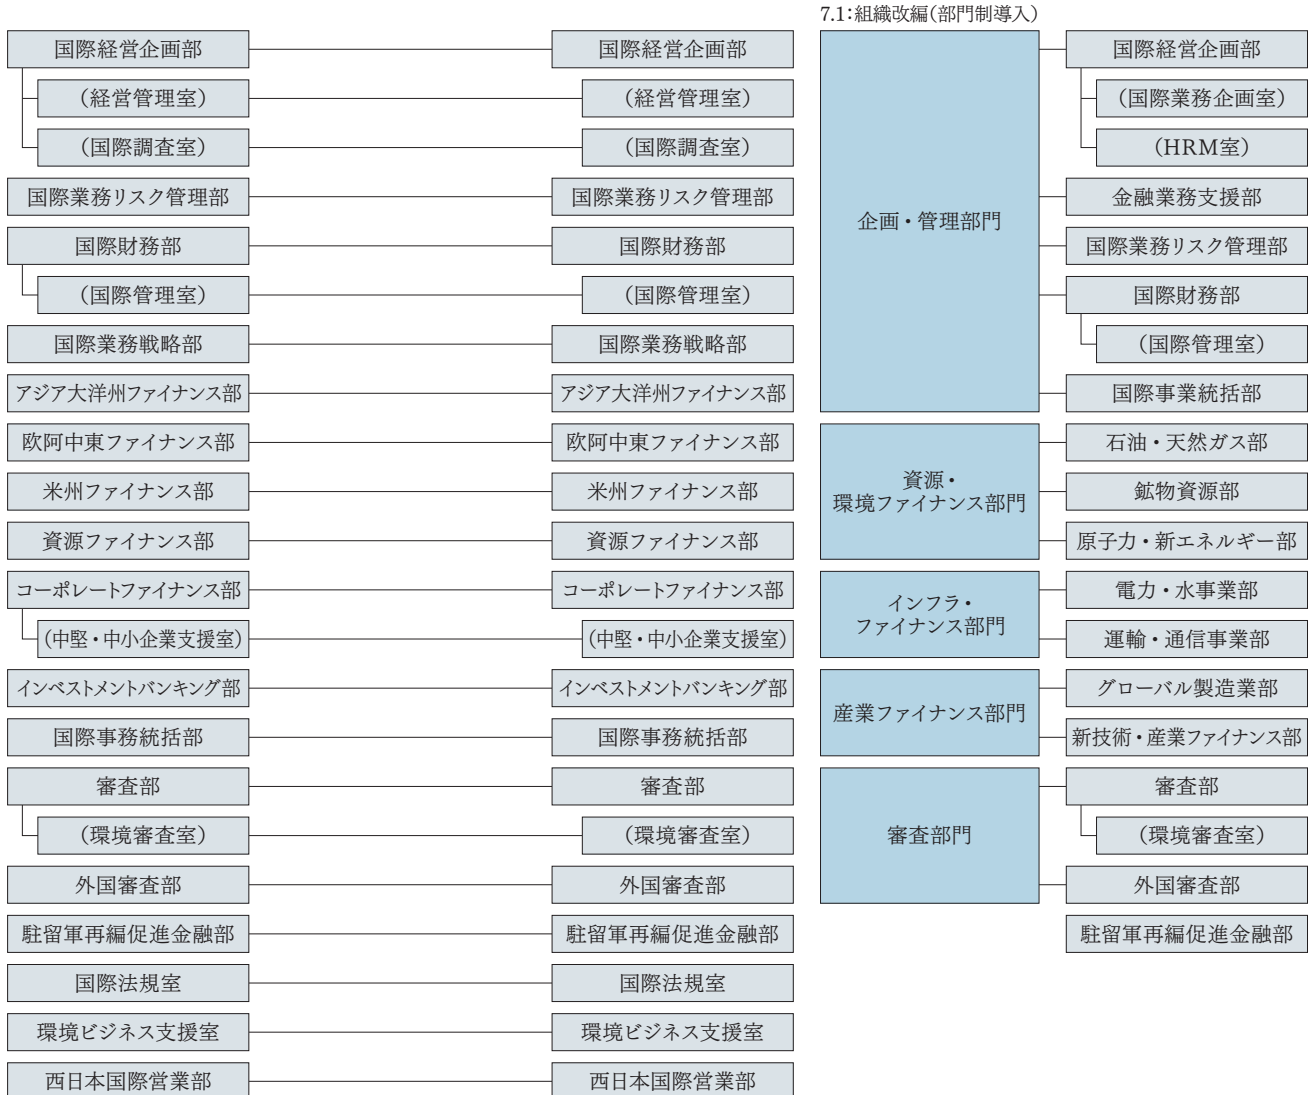 7.1：組織改編（部門制導入）
国際経営企画部
国際経営企画部
企画・管理部門
国際経営企画部
（経営管理室）
（経営管理室）
（国際業務企画室）
（国際調査室）
（国際調査室）
（HRM室）
国際業務リスク管理部
国際業務リスク管理部
金融業務支援部
国際財務部
国際財務部
国際業務リスク管理部
（国際管理室）
（国際管理室）
国際財務部
国際業務戦略部
国際業務戦略部
（国際管理室）
アジア大洋州ファイナンス部
アジア大洋州ファイナンス部
国際事業統括部
欧阿中東ファイナンス部
欧阿中東ファイナンス部
資源・
環境ファイナンス部門
石油・天然ガス部
米州ファイナンス部
米州ファイナンス部
鉱物資源部
資源ファイナンス部
資源ファイナンス部
原子力・新エネルギー部
コーポレートファイナンス部
コーポレートファイナンス部
インフラ・
ファイナンス部門
電力・水事業部
（中堅・中小企業支援室）
（中堅・中小企業支援室）
運輸・通信事業部
インベストメントバンキング部
インベストメントバンキング部
産業ファイナンス部門
グローバル製造業部
国際事務統括部
国際事務統括部
新技術・産業ファイナンス部
審査部
審査部
審査部門
審査部
（環境審査室）
（環境審査室）
（環境審査室）
外国審査部
外国審査部
外国審査部
駐留軍再編促進金融部
駐留軍再編促進金融部
駐留軍再編促進金融部
国際法規室
国際法規室
環境ビジネス支援室
環境ビジネス支援室
西日本国際営業部
西日本国際営業部